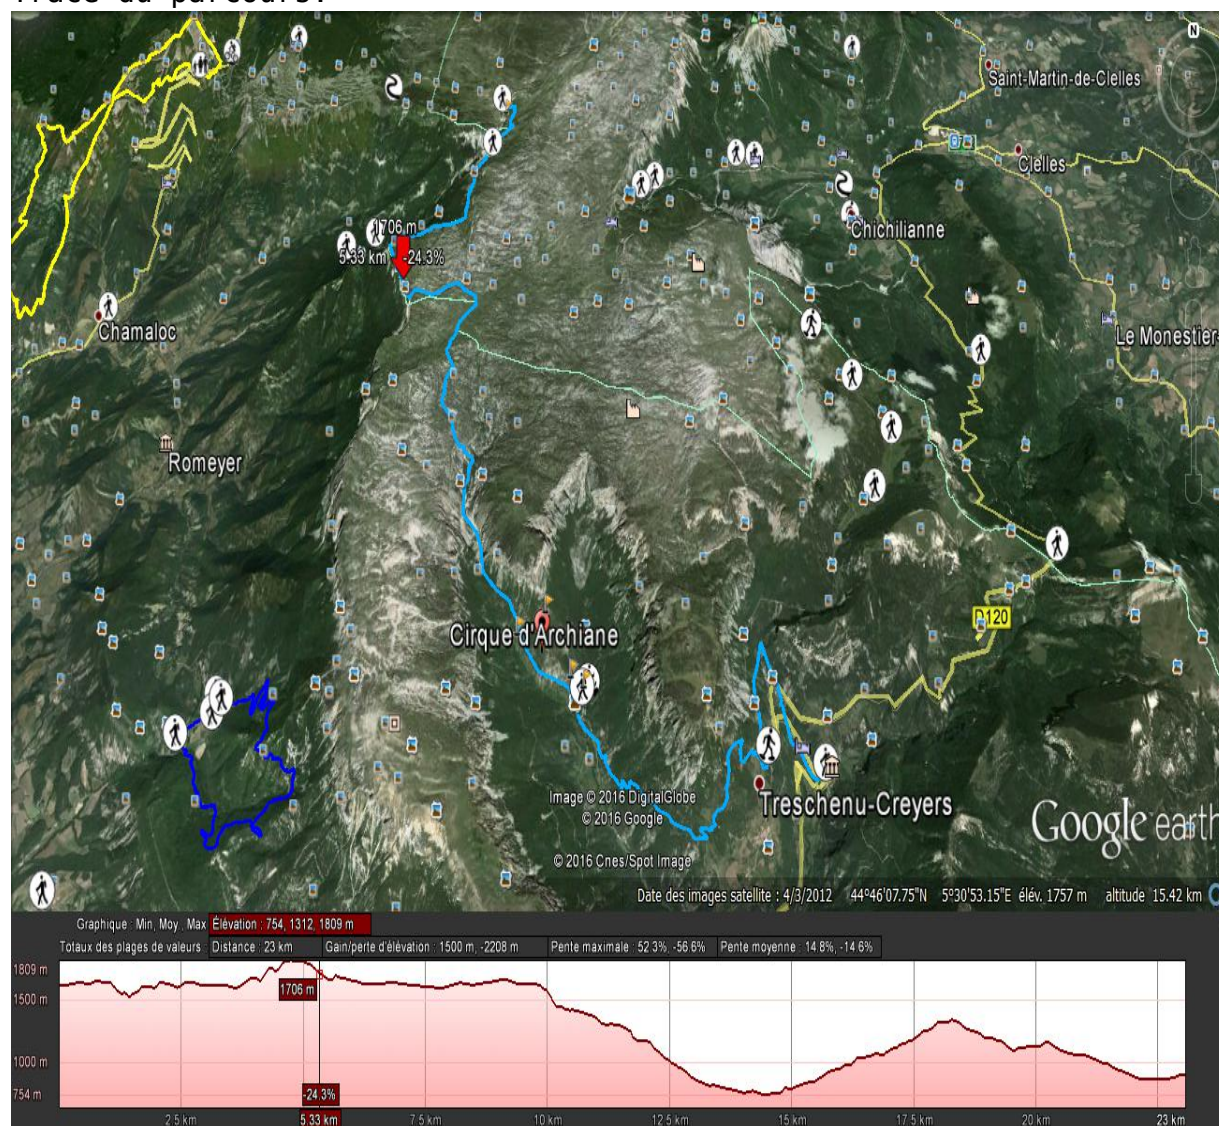 Tracé du parcours:
N
Saint-Martin-de-Clelles
Clelles
1706 m
5.33 km
-24.3%
Chichilianne
Chamaloc
Le Monestier-
Romeyer
D120
Cirque d'Archiane
Image © 2016 DigitalGlobe
© 2016 Google
Treschenu-Creyers
Google earth
© 2016 Cnes/Spot Image
Date des images satellite : 4/3/2012 44°46'07.75"N 5°30'53.15"E élév. 1757 m altitude 15.42 km
Graphique : Min, Moy., Max Élévation : 754, 1312, 1809 m
Totaux des plages de valeurs : Distance : 23 km Gain/perte d'élévation : 1500 m, -2208 m Pente maximale : 52.3%, -56.6% Pente moyenne : 14.8%, -14.6%
1809 m
1706 m
1500 m
1000 m
754 m
-24.3%
2.5 km 5.33 km 7.5 km 10 km 12.5 km 15 km 17.5 km 20 km 23 km